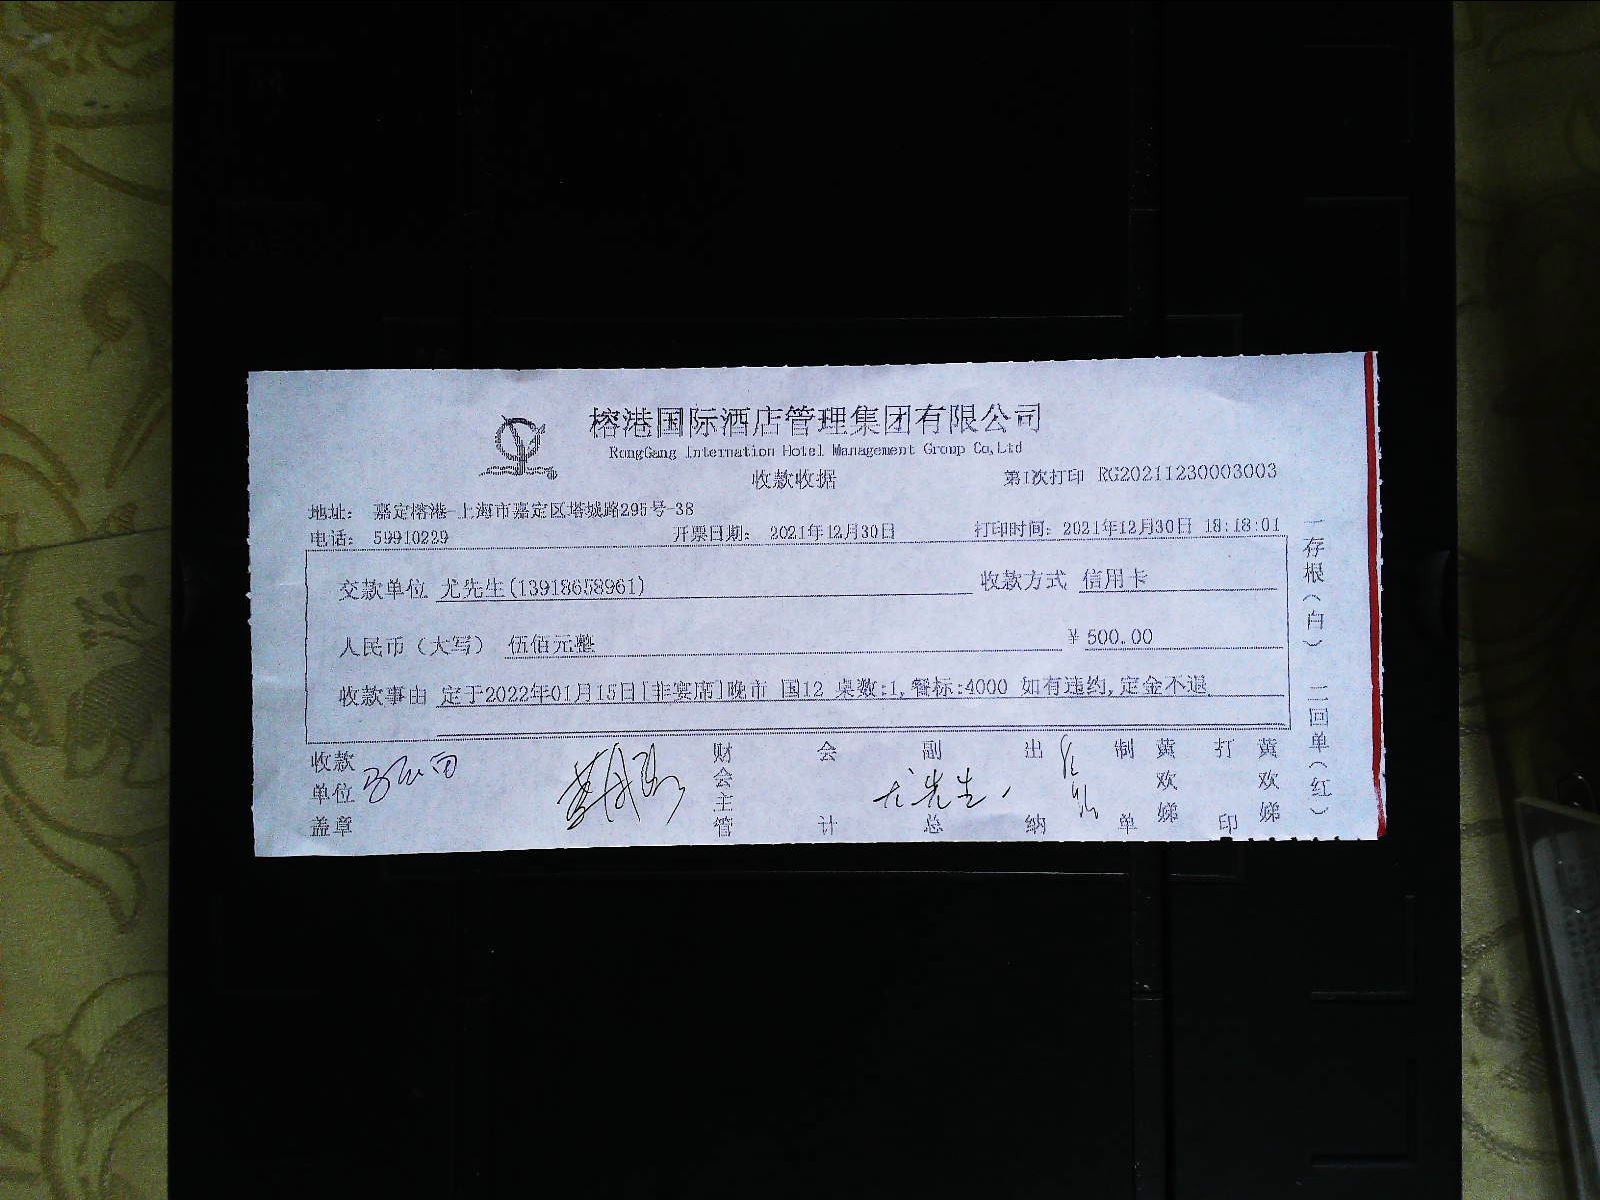 榕港国际酒店管理集团有限公司
RongGang Internation Hotel Management Group Co,Ltd
收款收据
第1次打印 RG20211230003003
地址： 嘉定榕港-上海市嘉定区塔城路295号-38
电话： 59910229 开票日期： 2021年12月30日 打印时间： 2021年12月30日 18:18:01
交款单位 尤先生(13918658961) 收款方式 信用卡
人民币（大写） 伍佰元整 ¥ 500.00
收款事由 定于2022年01月15日[非宴席]晚市 国12 桌数:1,餐标:4000 如有违约,定金不退
收款单位盖章
财会主管
会计
副总
尤先生
出纳
制单
黄欢娣
打印
黄欢娣
一存根（白） 二回单（红）